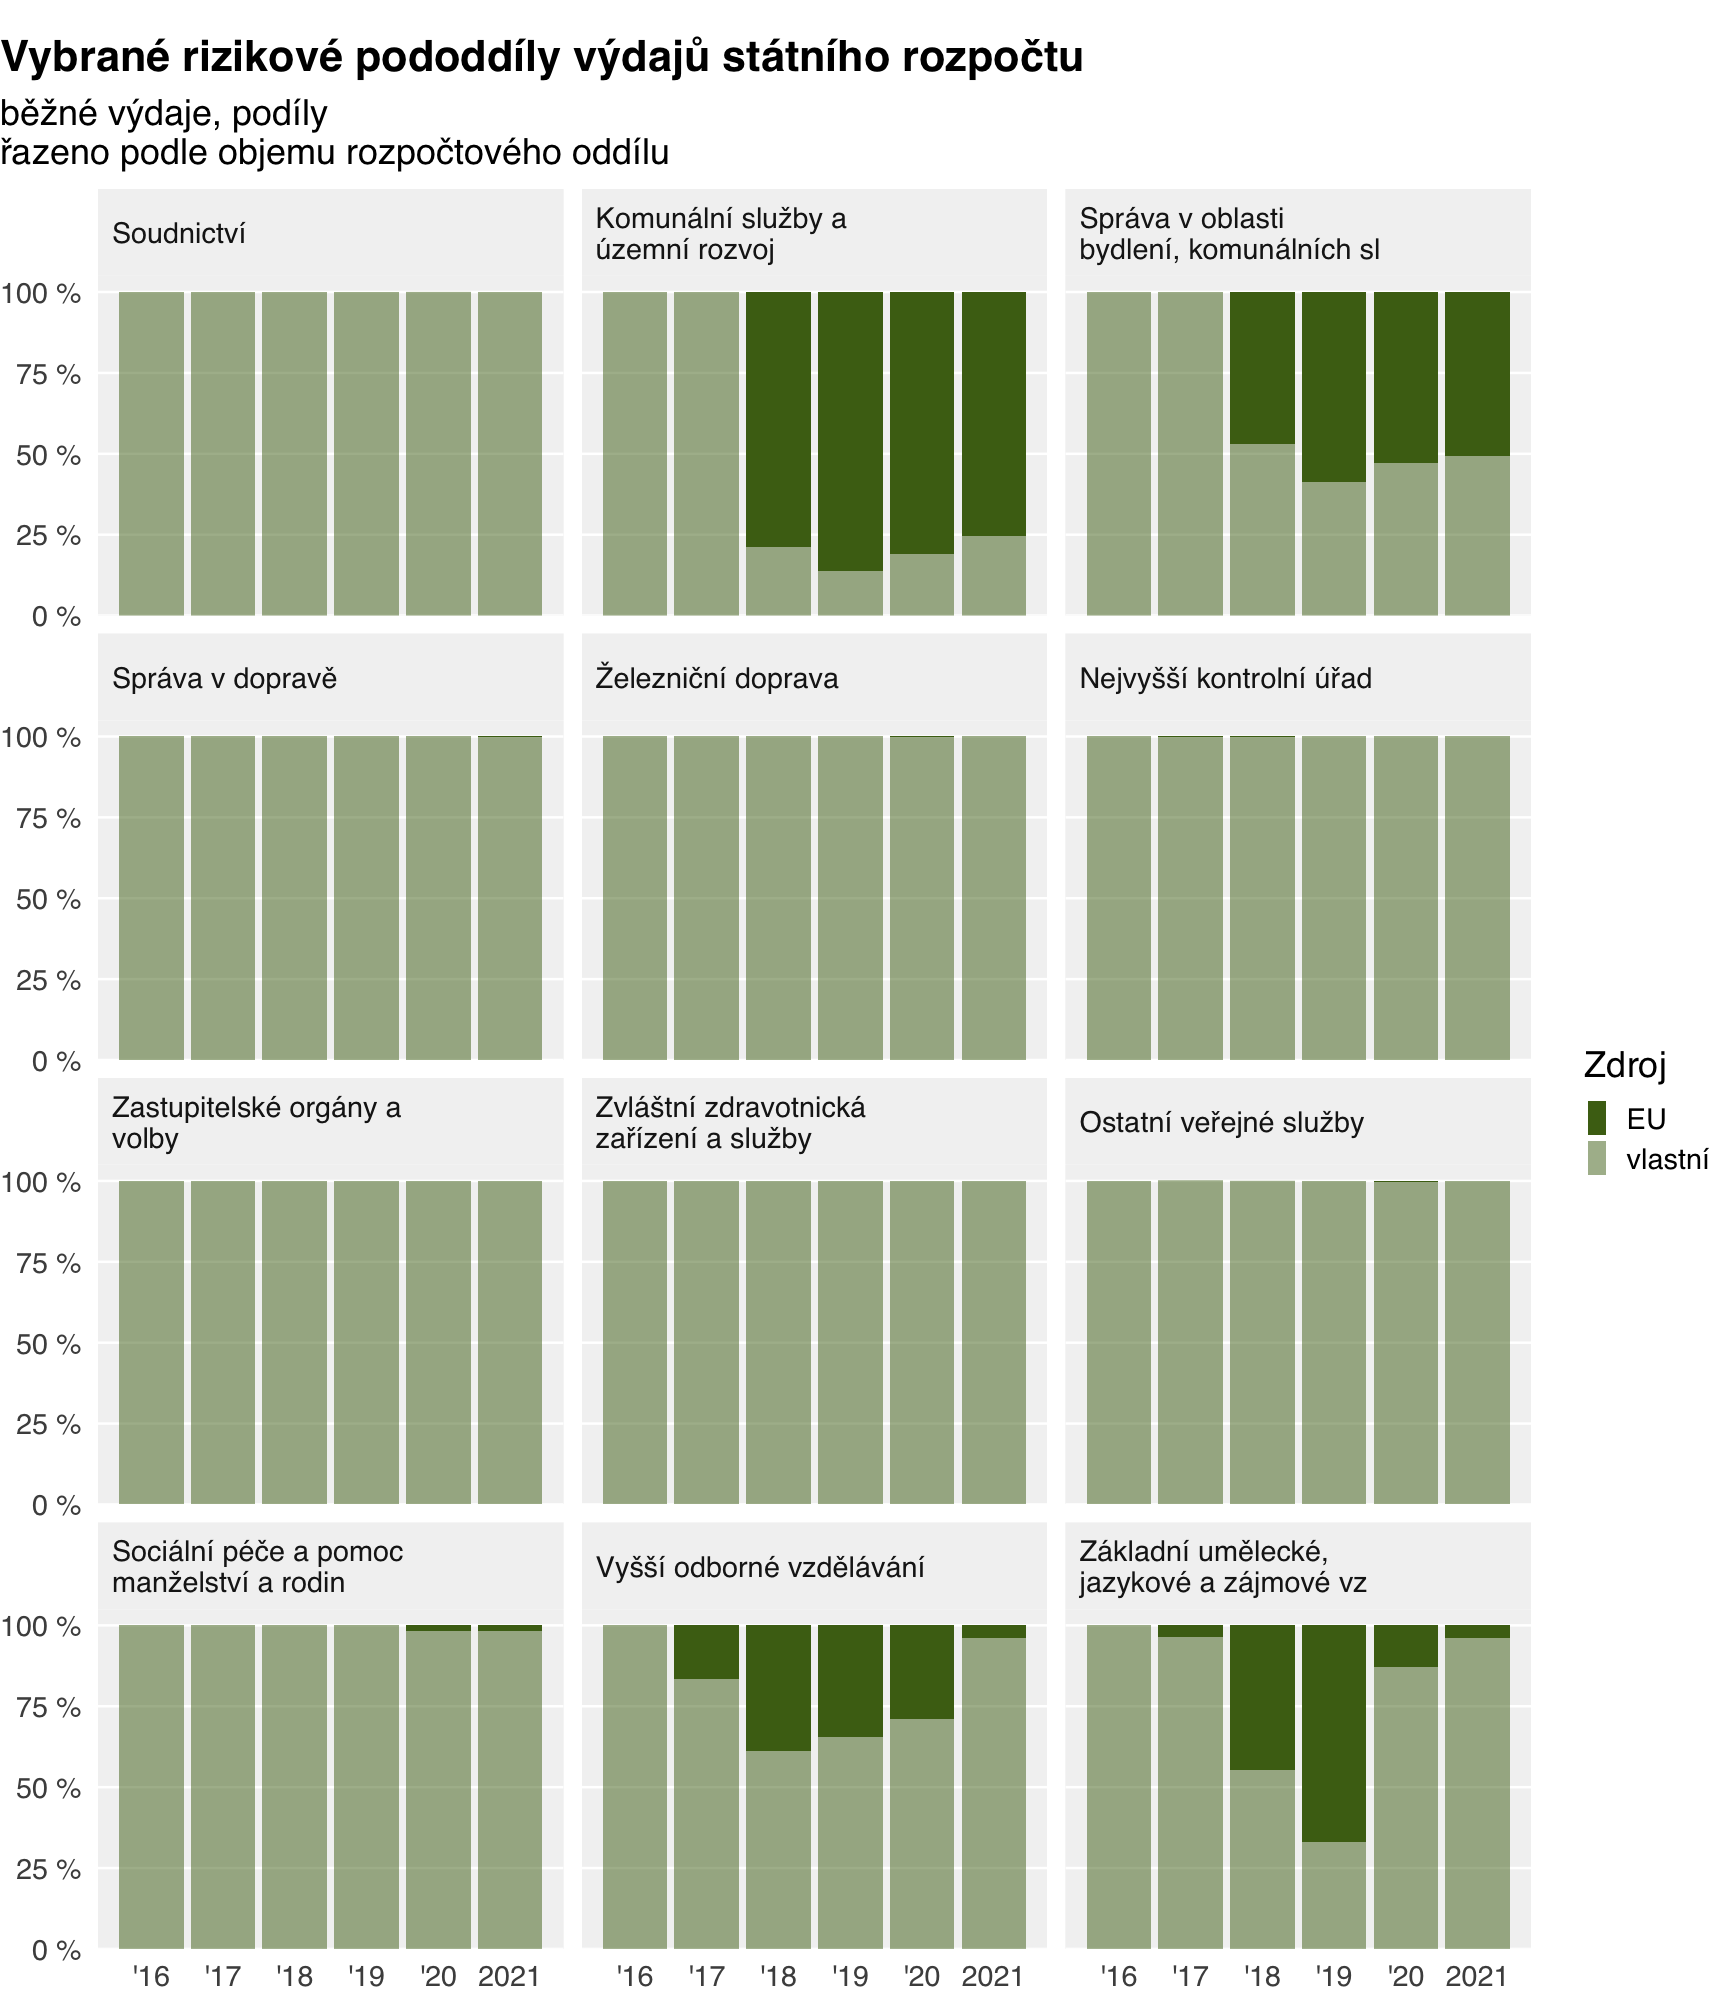 Vybrané rizikové pododdíly výdajů státního rozpočtu
běžné výdaje, podíly
řazeno podle objemu rozpočtového oddílu
Soudnictví
Komunální služby a
územní rozvoj
Správa v oblasti
bydlení, komunálních sl
100 %
75 %
50 %
25 %
0 %
Správa v dopravě
Železniční doprava
Nejvyšší kontrolní úřad
100 %
75 %
50 %
25 %
0 %
Zastupitelské orgány a
volby
Zvláštní zdravotnická
zařízení a služby
Ostatní veřejné služby
100 %
75 %
50 %
25 %
0 %
Sociální péče a pomoc
manželství a rodin
Vyšší odborné vzdělávání
Základní umělecké,
jazykové a zájmové vz
100 %
75 %
50 %
25 %
0 %
'16 '17 '18 '19 '20 2021
'16 '17 '18 '19 '20 2021
'16 '17 '18 '19 '20 2021
Zdroj
EU
vlastní